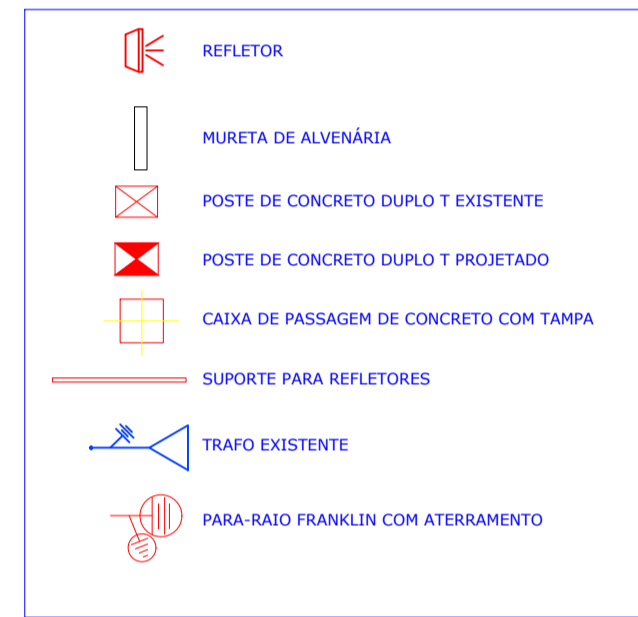 REFLETOR
MURETA DE ALVENÁRIA
POSTE DE CONCRETO DUPLO T EXISTENTE
POSTE DE CONCRETO DUPLO T PROJETADO
CAIXA DE PASSAGEM DE CONCRETO COM TAMPA
SUPORTE PARA REFLETORES
TRAFO EXISTENTE
PARA-RAIO FRANKLIN COM ATERRAMENTO